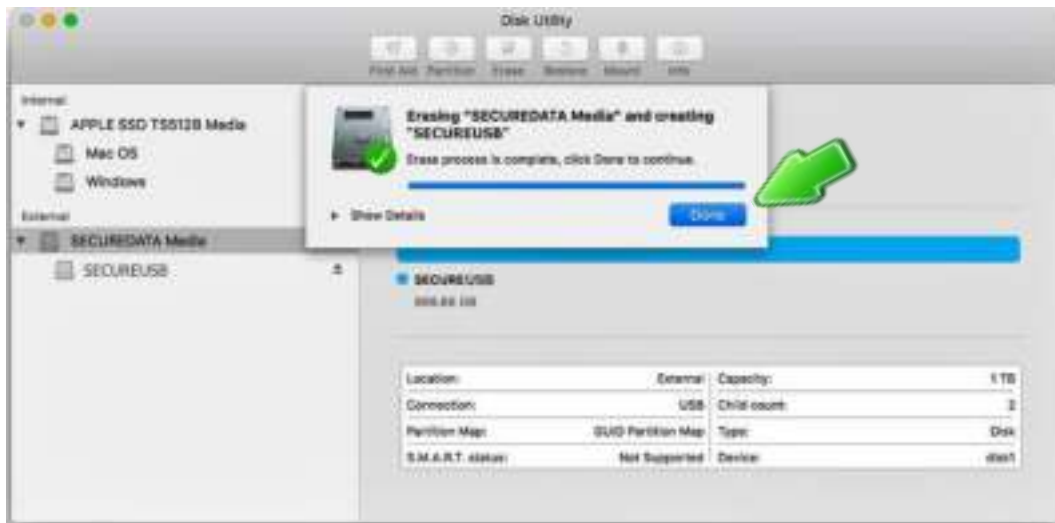 Disk Utility
First Aid Partition Erase Restore Mount Info
Internal
APPLE SSD TS5128 Media
Mac OS
Windows
External
SECUREDATA Media
SECUREUSB
Erasing "SECUREDATA Media" and creating
"SECUREUSB"
Erase process is complete, click Done to continue.
Show Details
Done
SECUREUSB
GB
Location: External Capacity: 1 TB
Connection: USB Child count: 2
Partition Map: GUID Partition Map Type: Disk
S.M.A.R.T. status: Not Supported Device: disk1